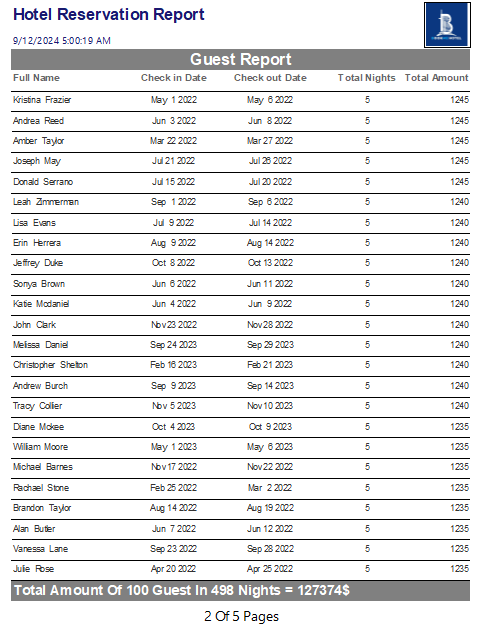 Hotel Reservation Report
9/12/2024 5:00:19 AM
Guest Report
Full Name Check in Date Check out Date Total Nights Total Amount
Kristina Frazier May 1 2022 May 6 2022 5 1245
Andrea Reed Jun 3 2022 Jun 8 2022 5 1245
Amber Taylor Mar 22 2022 Mar 27 2022 5 1245
Joseph May Jul 21 2022 Jul 26 2022 5 1245
Donald Serrano Jul 15 2022 Jul 20 2022 5 1245
Leah Zimmerman Sep 1 2022 Sep 6 2022 5 1240
Lisa Evans Jul 9 2022 Jul 14 2022 5 1240
Erin Herrera Aug 9 2022 Aug 14 2022 5 1240
Jeffrey Duke Oct 8 2022 Oct 13 2022 5 1240
Sonya Brown Jun 6 2022 Jun 11 2022 5 1240
Katie Mcdaniel Jun 4 2022 Jun 9 2022 5 1240
John Clark Nov 23 2022 Nov 28 2022 5 1240
Melissa Daniel Sep 24 2023 Sep 29 2023 5 1240
Christopher Shelton Feb 16 2023 Feb 21 2023 5 1240
Andrew Burch Sep 9 2023 Sep 14 2023 5 1240
Tracy Collier Nov 5 2023 Nov 10 2023 5 1240
Diane Mckee Oct 4 2023 Oct 9 2023 5 1235
William Moore May 1 2023 May 6 2023 5 1235
Michael Barnes Nov 17 2022 Nov 22 2022 5 1235
Rachael Stone Feb 25 2022 Mar 2 2022 5 1235
Brandon Taylor Aug 14 2022 Aug 19 2022 5 1235
Alan Butler Jun 7 2022 Jun 12 2022 5 1235
Vanessa Lane Sep 23 2022 Sep 28 2022 5 1235
Julie Rose Apr 20 2022 Apr 25 2022 5 1235
Total Amount Of 100 Guest In 498 Nights = 127374$
2 Of 5 Pages